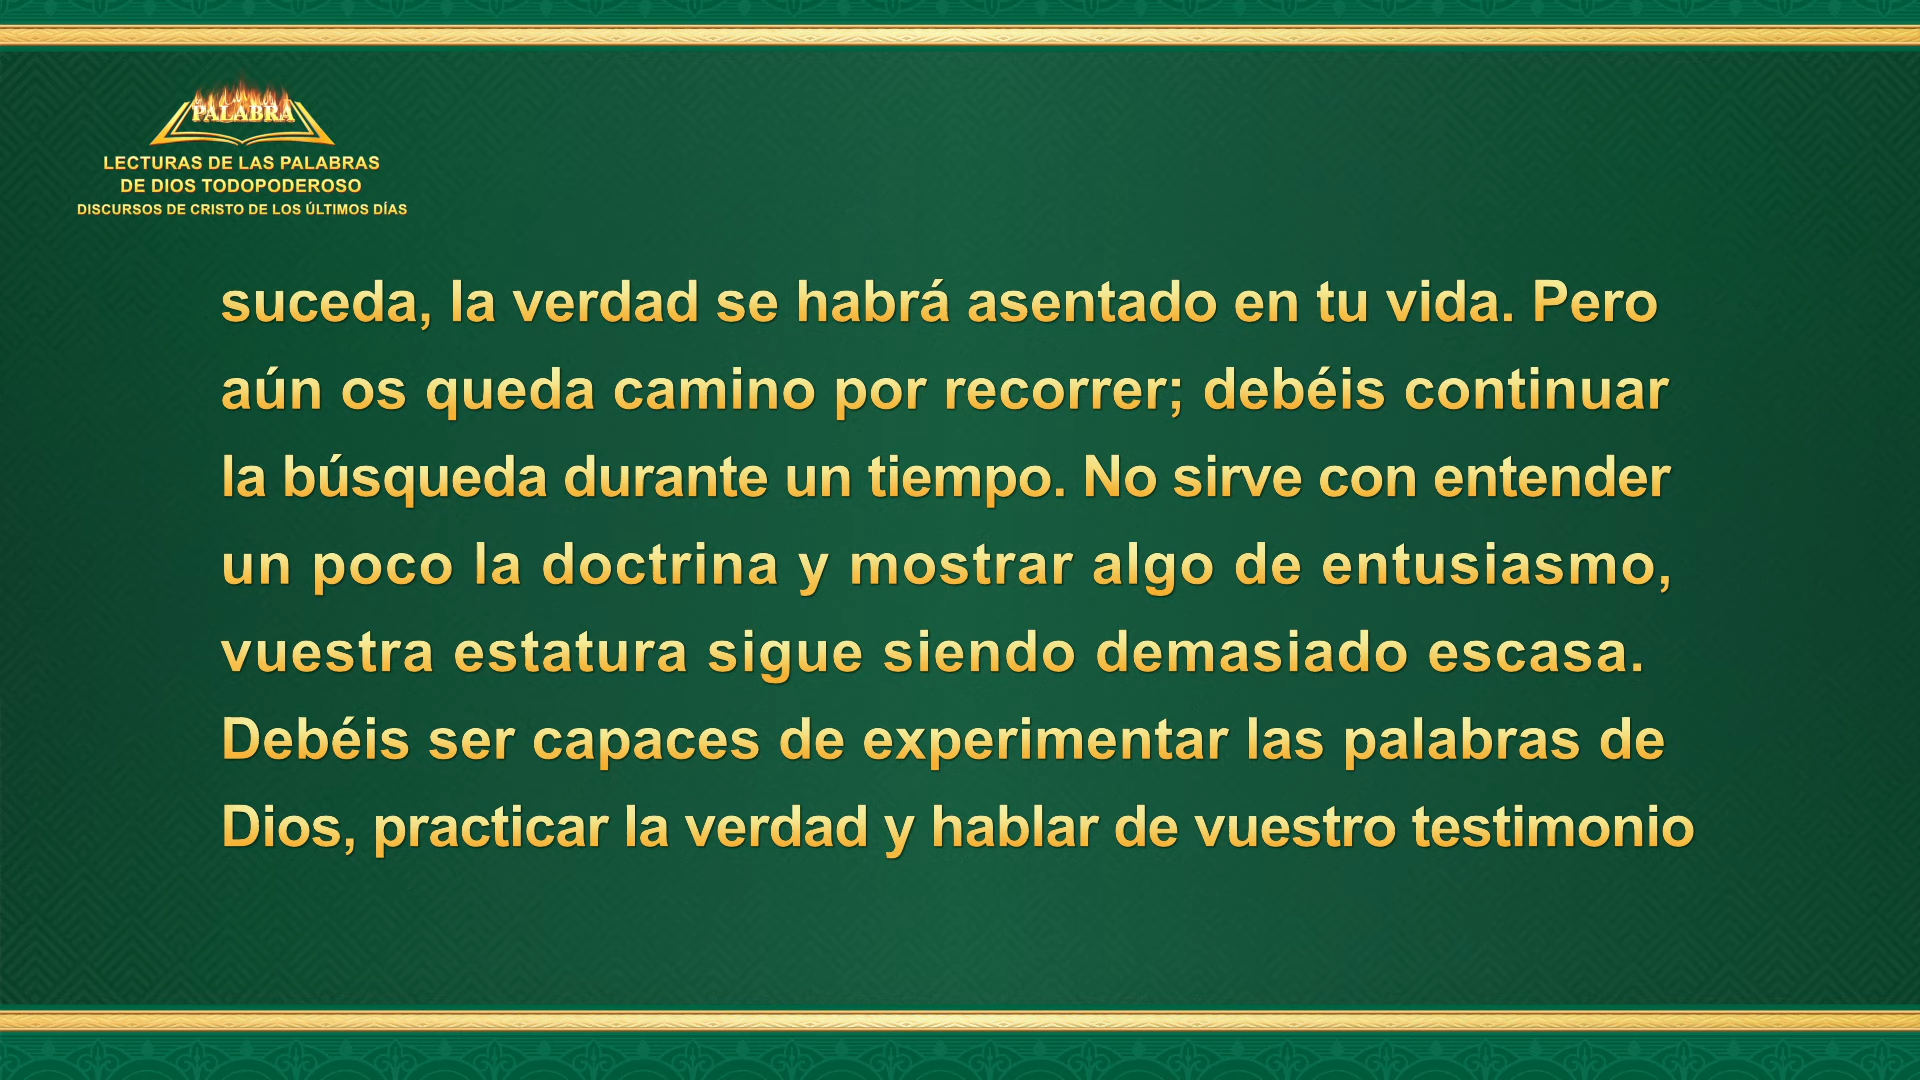 PALABRA
LECTURAS DE LAS PALABRAS
DE DIOS TODOPODEROSO
DISCURSOS DE CRISTO DE LOS ÚLTIMOS DÍAS
suceda, la verdad se habrá asentado en tu vida. Pero
aún os queda camino por recorrer; debéis continuar
la búsqueda durante un tiempo. No sirve con entender
un poco la doctrina y mostrar algo de entusiasmo,
vuestra estatura sigue siendo demasiado escasa.
Debéis ser capaces de experimentar las palabras de
Dios, practicar la verdad y hablar de vuestro testimonio